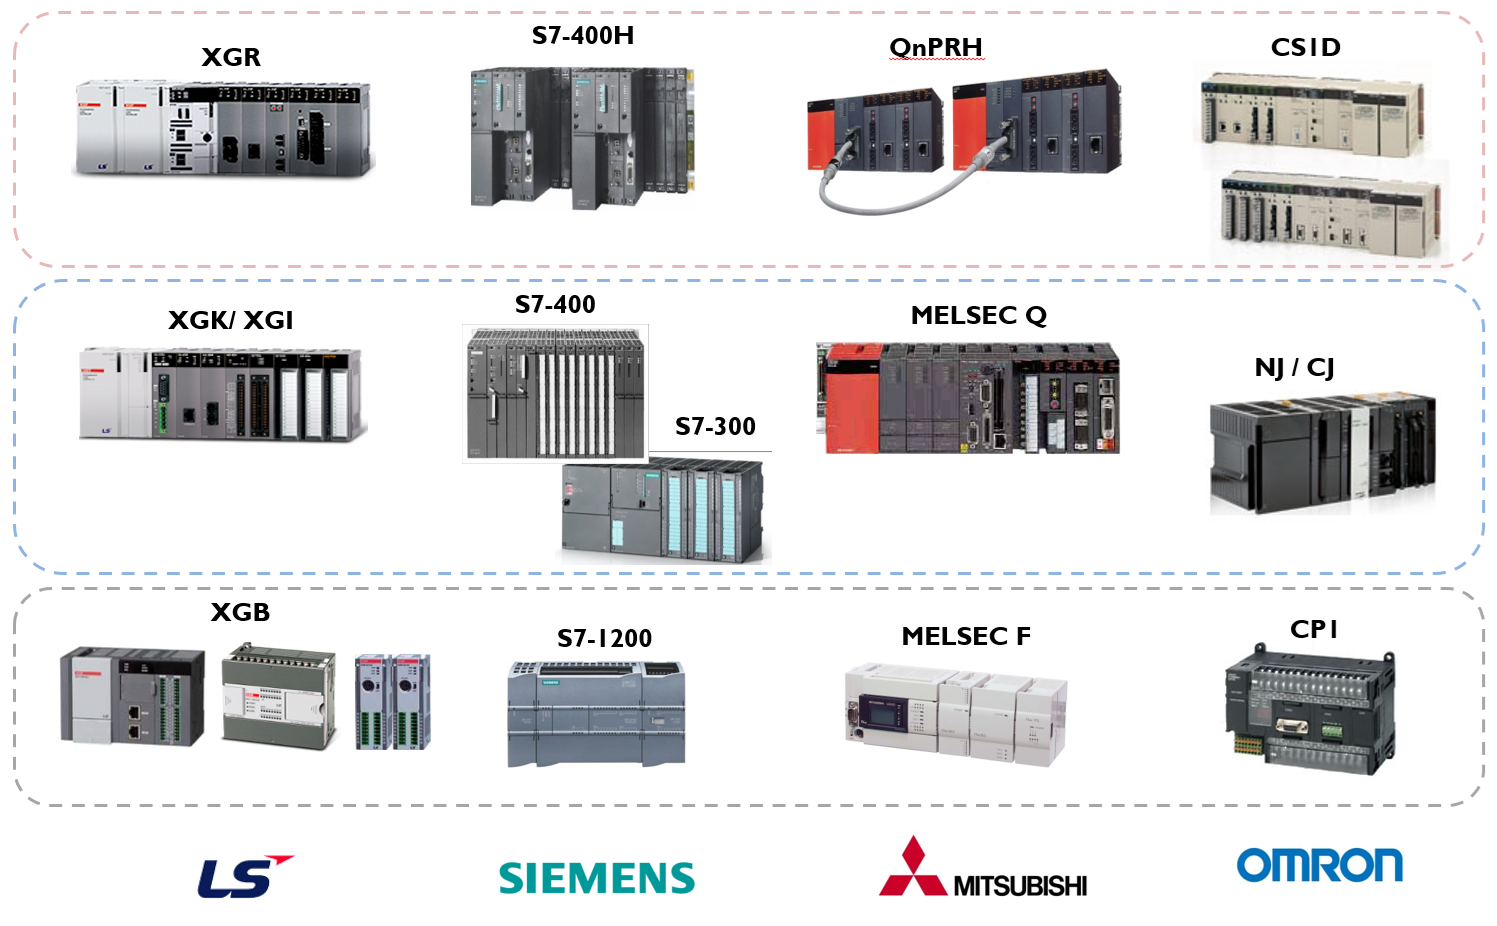 XGR
S7-400H
QnPRH
CS1D
XGK/ XGI
S7-400
MELSEC Q
NJ / CJ
S7-300
XGB
S7-1200
MELSEC F
CP1
LS
SIEMENS
MITSUBISHI
OMRON